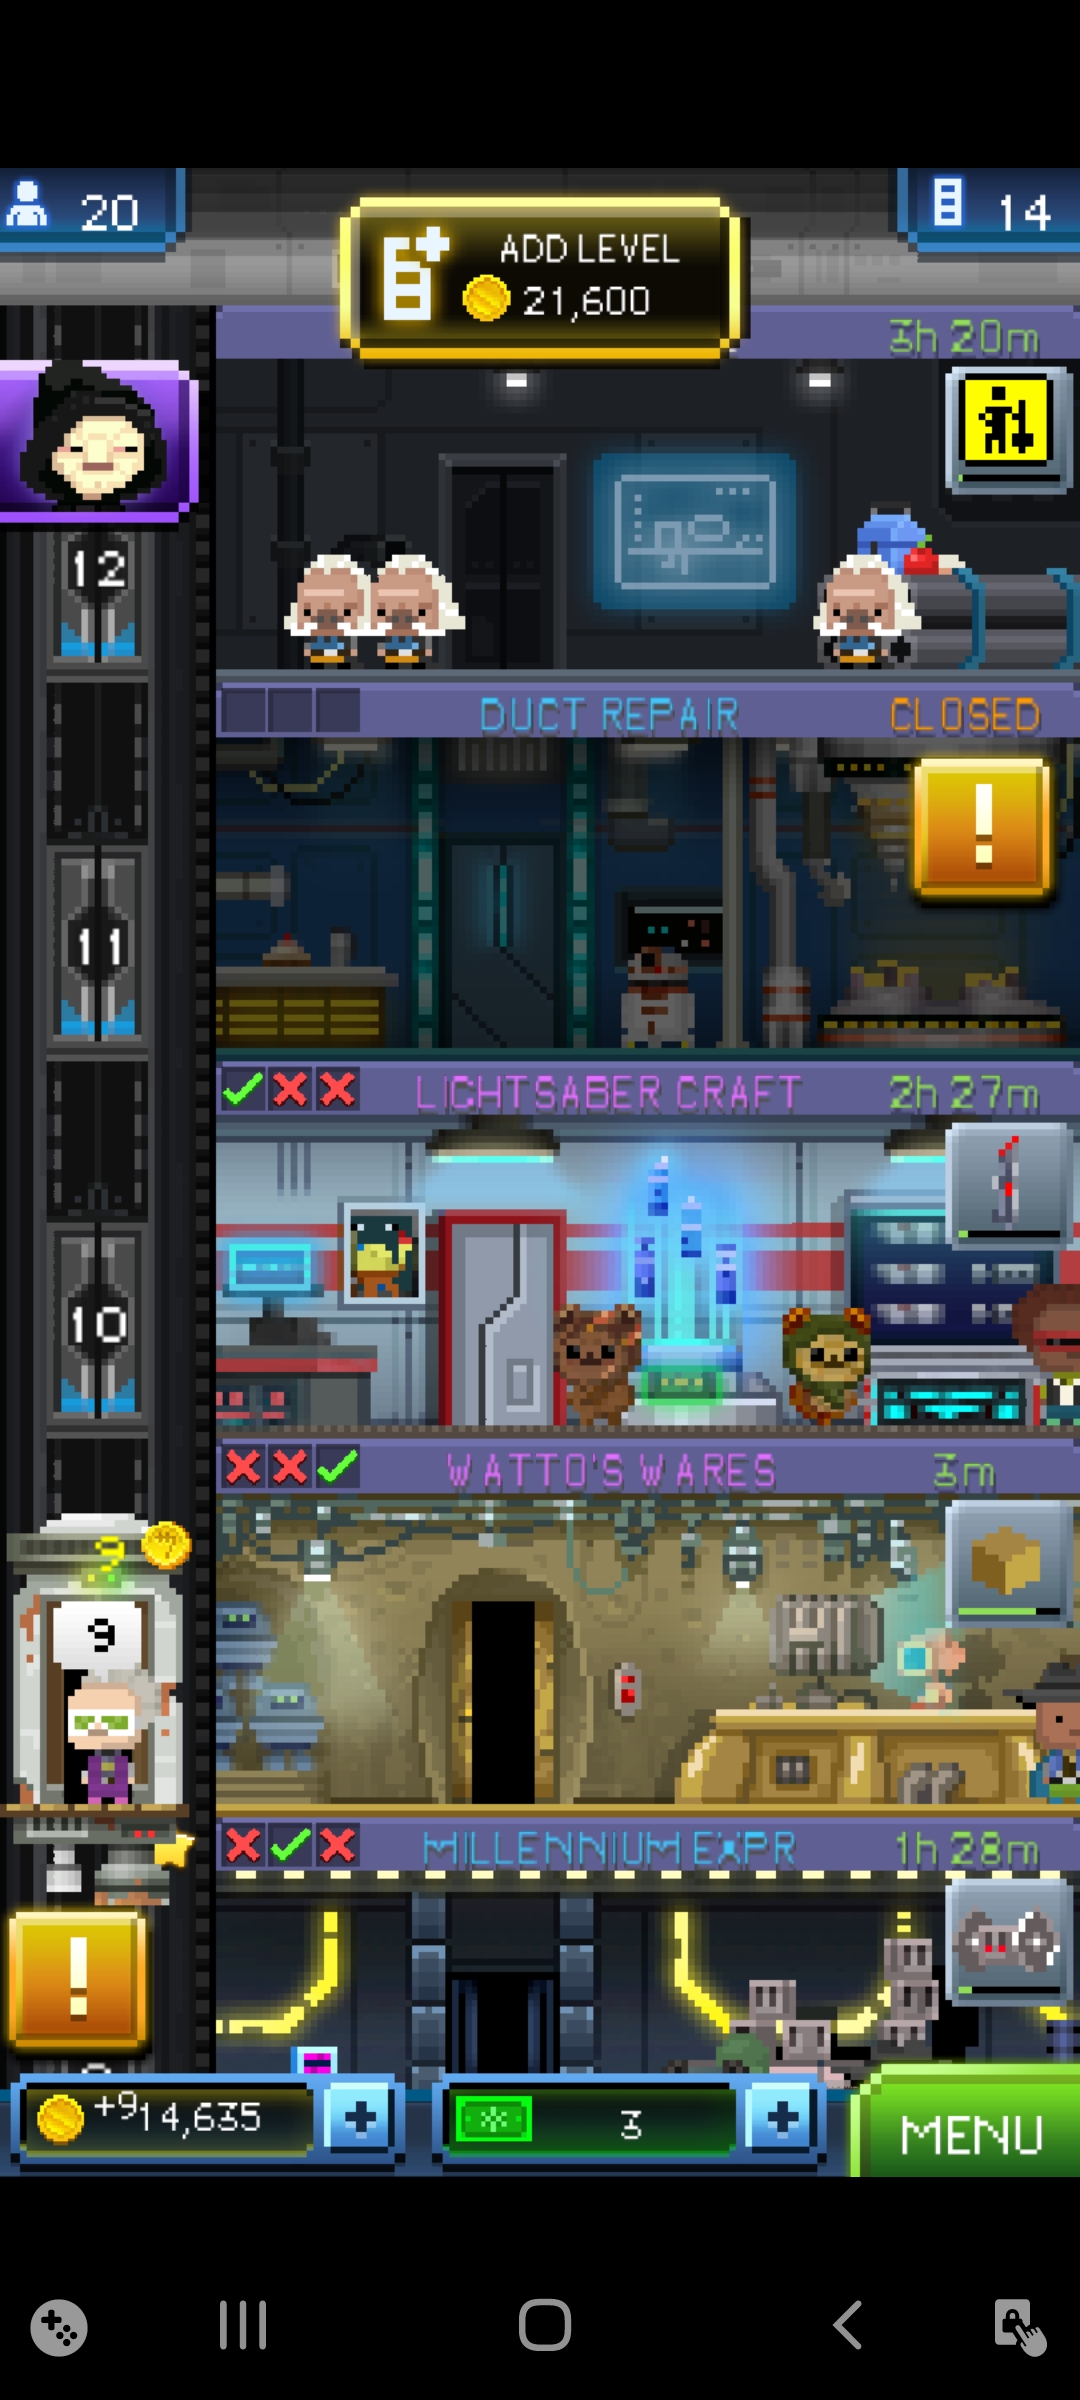 20
ADD LEVEL
21,600
14
3h 20m
12
DUCT REPAIR
CLOSED
!
11
LIGHTSABER CRAFT
2h 27m
10
WATTO'S WARES
3m
9
9
MILLENNIUM EXPR
1h 28m
!
+9
14,635
+
3
+
MENU